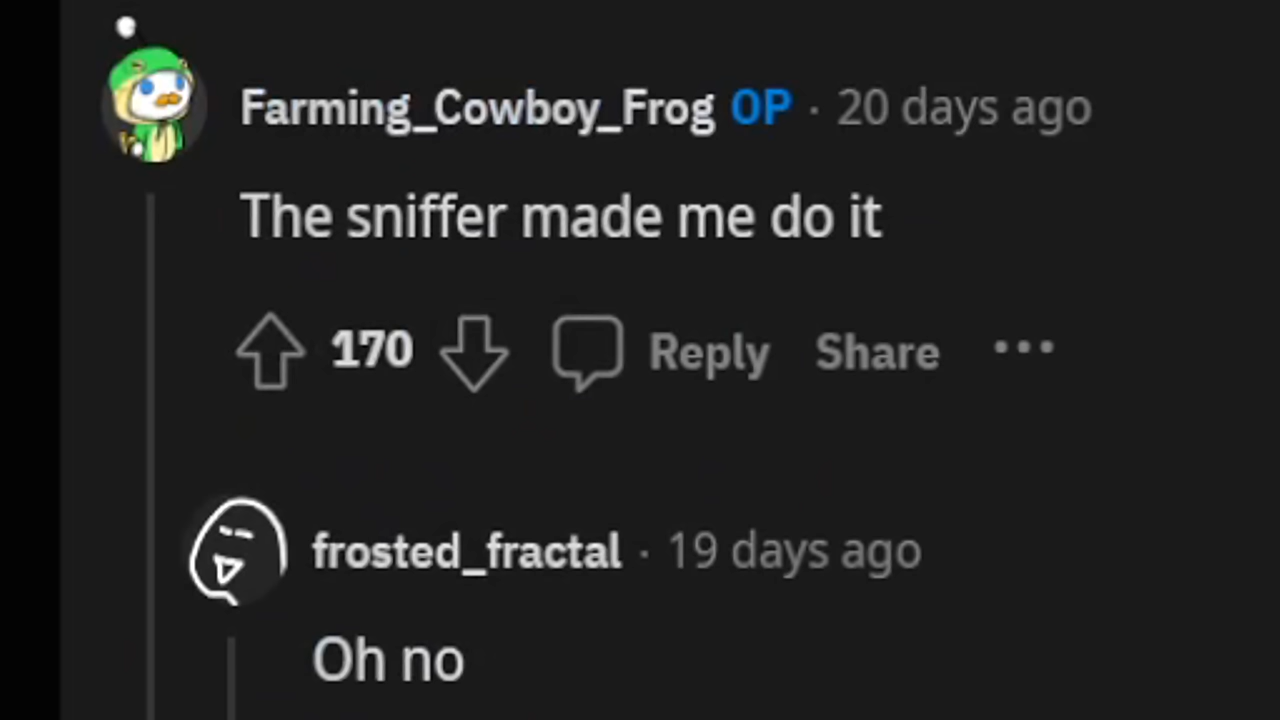 Farming_Cowboy_Frog OP · 20 days ago
The sniffer made me do it
170 Reply Share ···
frosted_fractal · 19 days ago
Oh no